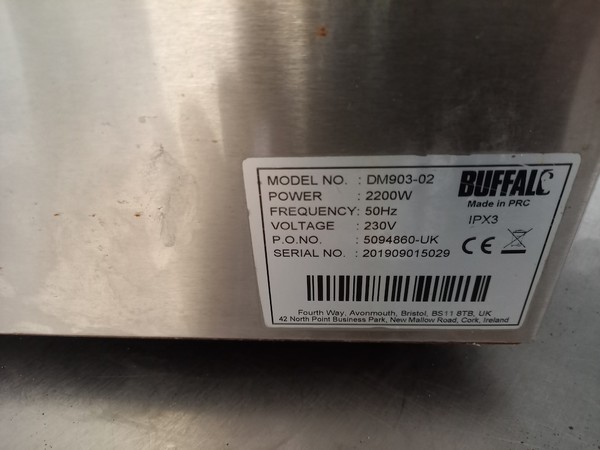 MODEL NO. : DM903-02
POWER : 2200W
FREQUENCY: 50Hz
VOLTAGE : 230V
P.O.NO. : 5094860-UK
SERIAL NO. : 201909015029
BUFFALO
Made in PRC
IPX3
CE
Fourth Way, Avonmouth, Bristol, BS11 8TB, UK
42 North Point Business Park, New Mallow Road, Cork, Ireland